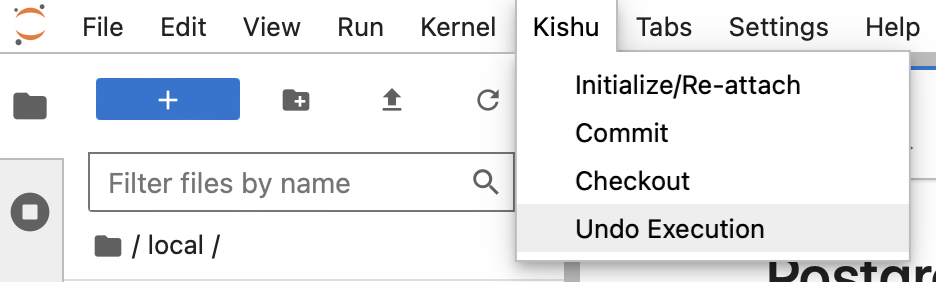 File Edit View Run Kernel Kishu Tabs Settings Help
Initialize/Re-attach
Commit
Checkout
Undo Execution
Filter files by name
/ local /